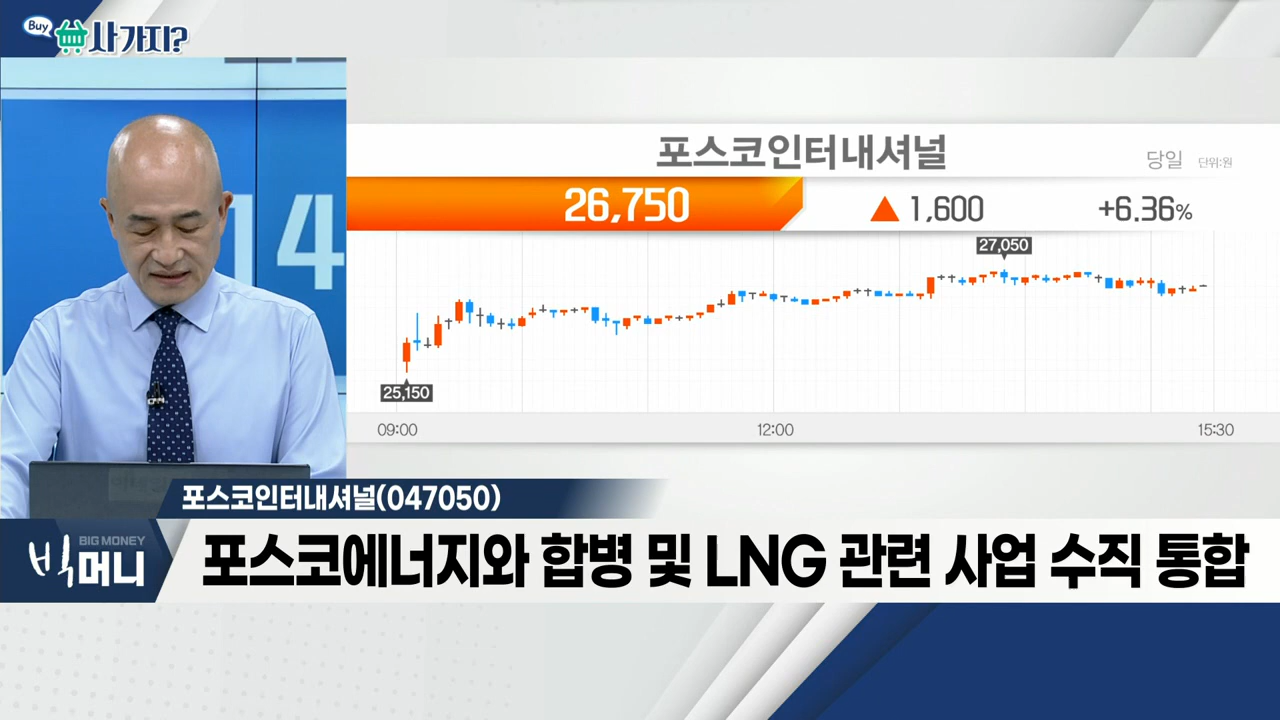 Buy
사가지?
14
포스코인터내셔널
당일 단위:원
26,750 ▲ 1,600 +6.36%
27,050
25,150
09:00 12:00 15:30
포스코인터내셔널(047050)
BIG MONEY
빅머니
포스코에너지와 합병 및 LNG 관련 사업 수직 통합